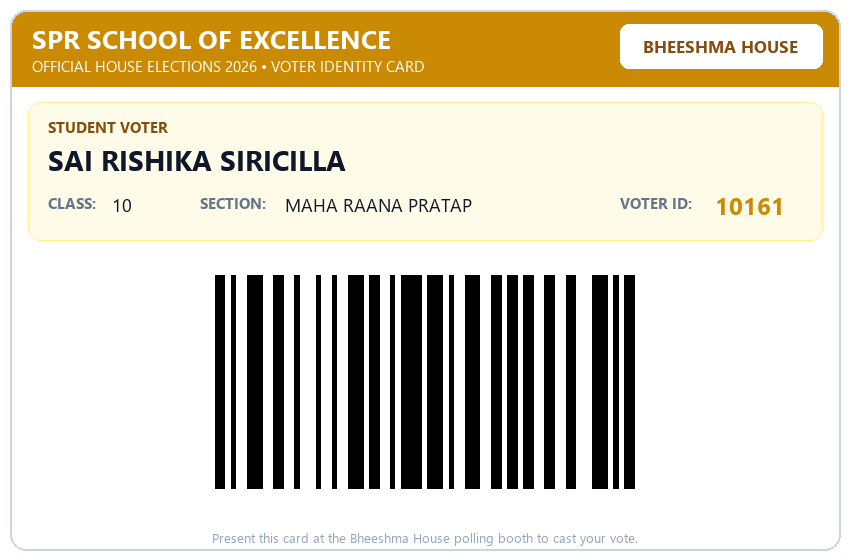 SPR SCHOOL OF EXCELLENCE
OFFICIAL HOUSE ELECTIONS 2026 • VOTER IDENTITY CARD
BHEESHMA HOUSE
STUDENT VOTER
SAI RISHIKA SIRICILLA
CLASS: 10 SECTION: MAHA RAANA PRATAP VOTER ID: 10161
Present this card at the Bheeshma House polling booth to cast your vote.